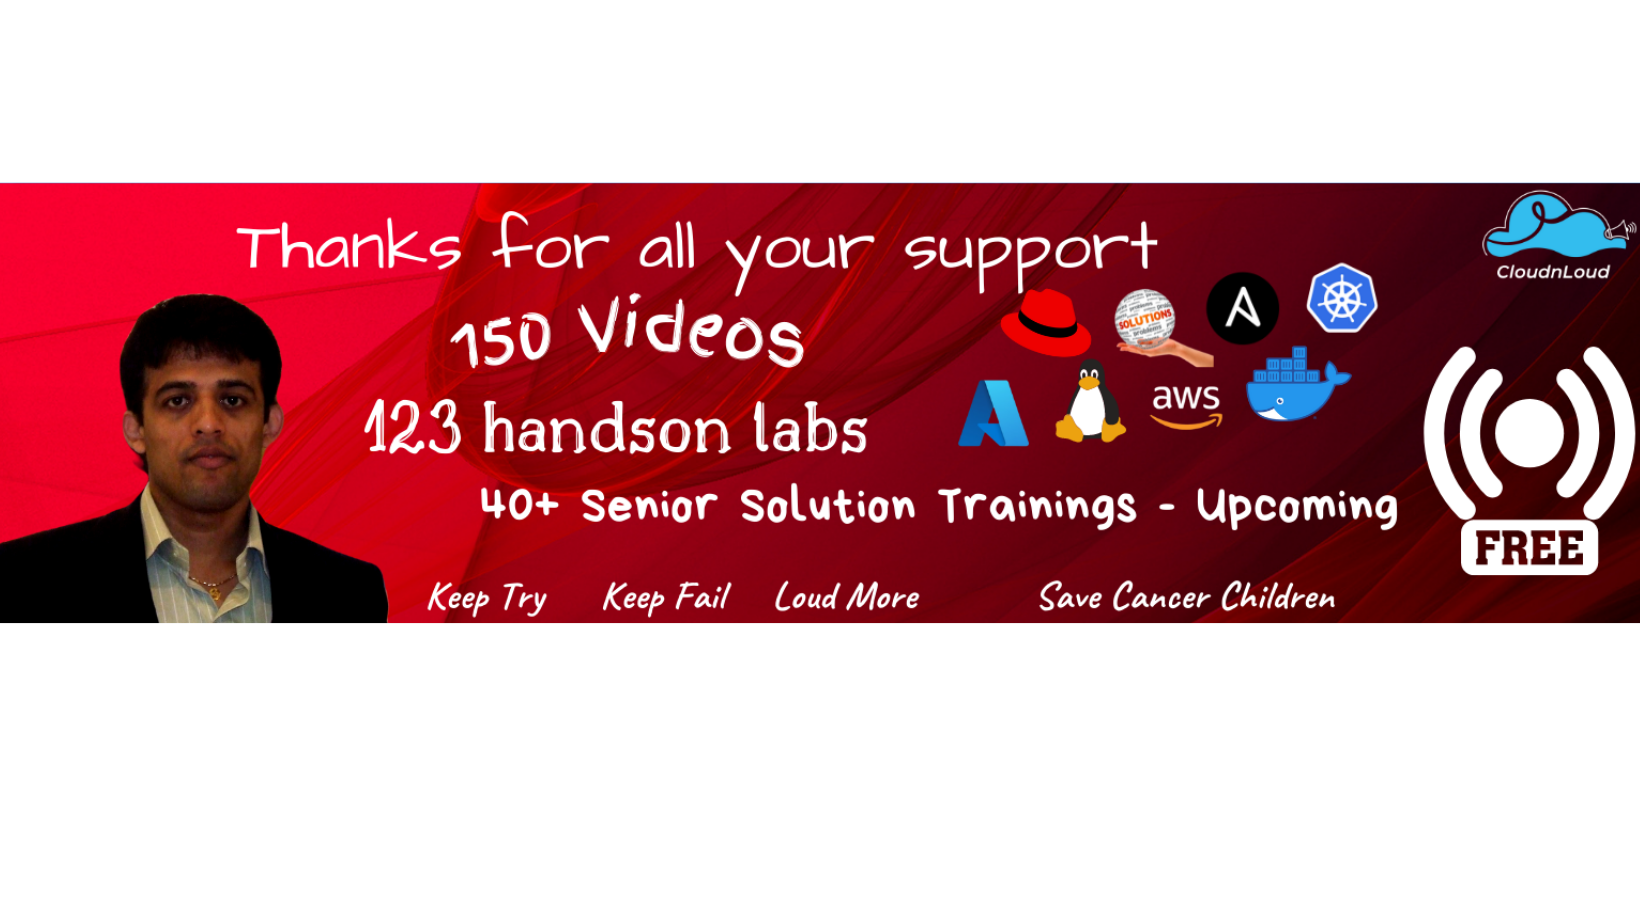 Thanks for all your support
CloudnLoud
150 Videos
SOLUTIONS
123 handson labs
aws
40+ Senior Solution Trainings - Upcoming
FREE
Keep Try Keep Fail Loud More Save Cancer Children